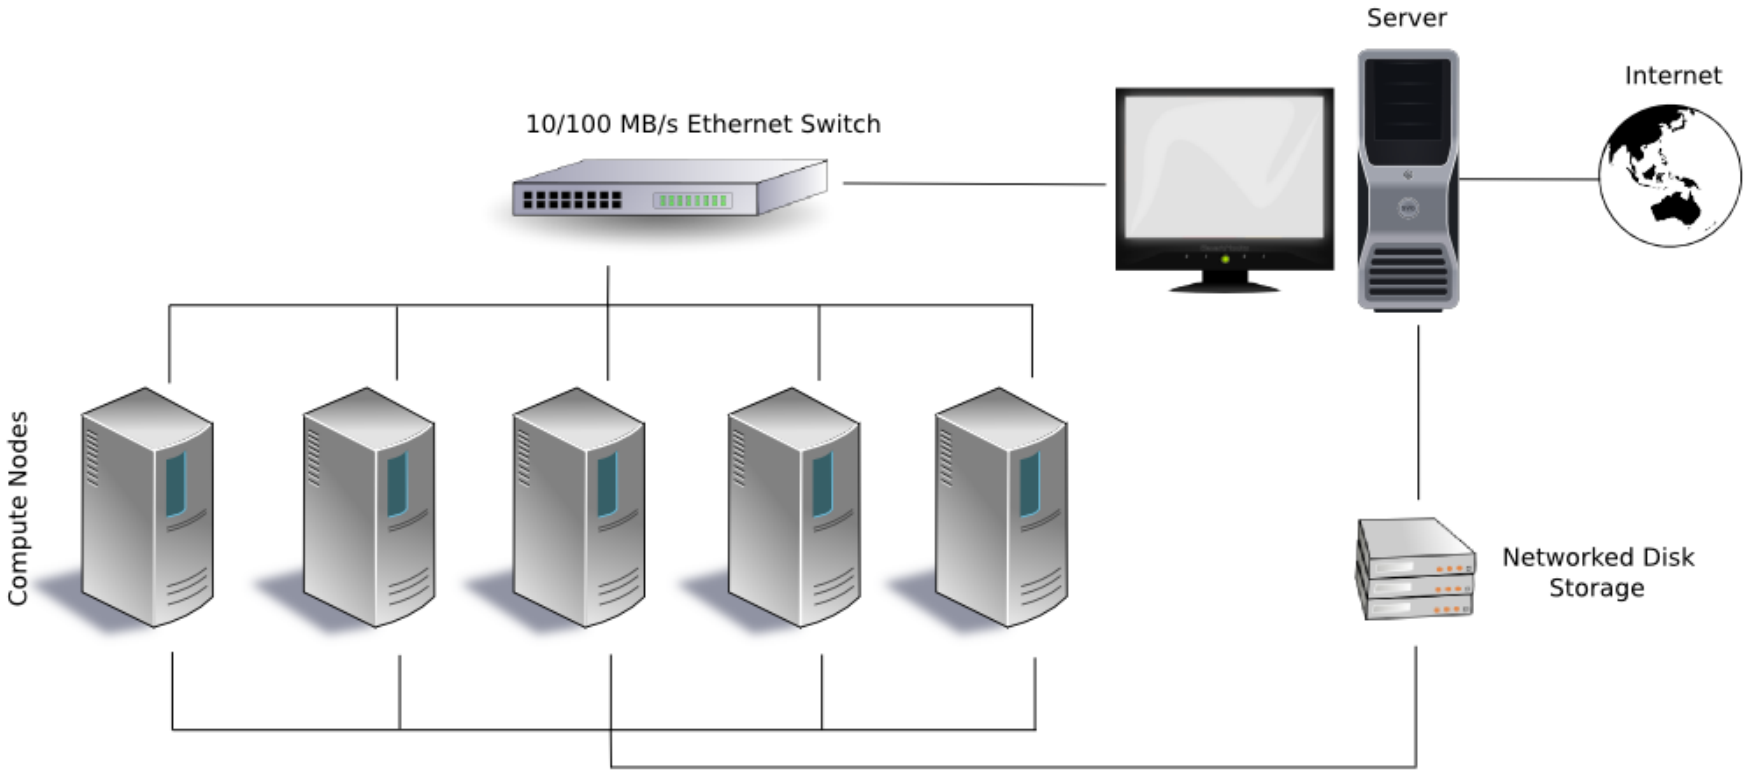 Server
Internet
10/100 MB/s Ethernet Switch
Compute Nodes
Networked Disk
Storage